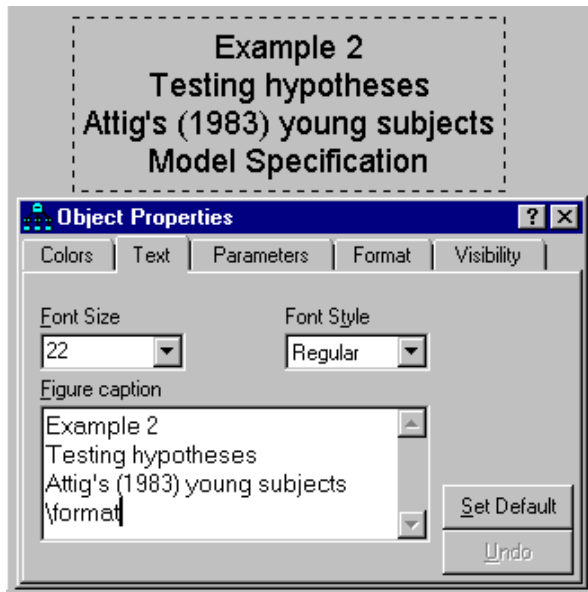 Example 2
Testing hypotheses
Attig's (1983) young subjects
Model Specification
Object Properties
Colors Text Parameters Format Visibility
Font Size Font Style
22 Regular
Figure caption
Example 2
Testing hypotheses
Attig's (1983) young subjects
\format
Set Default
Undo